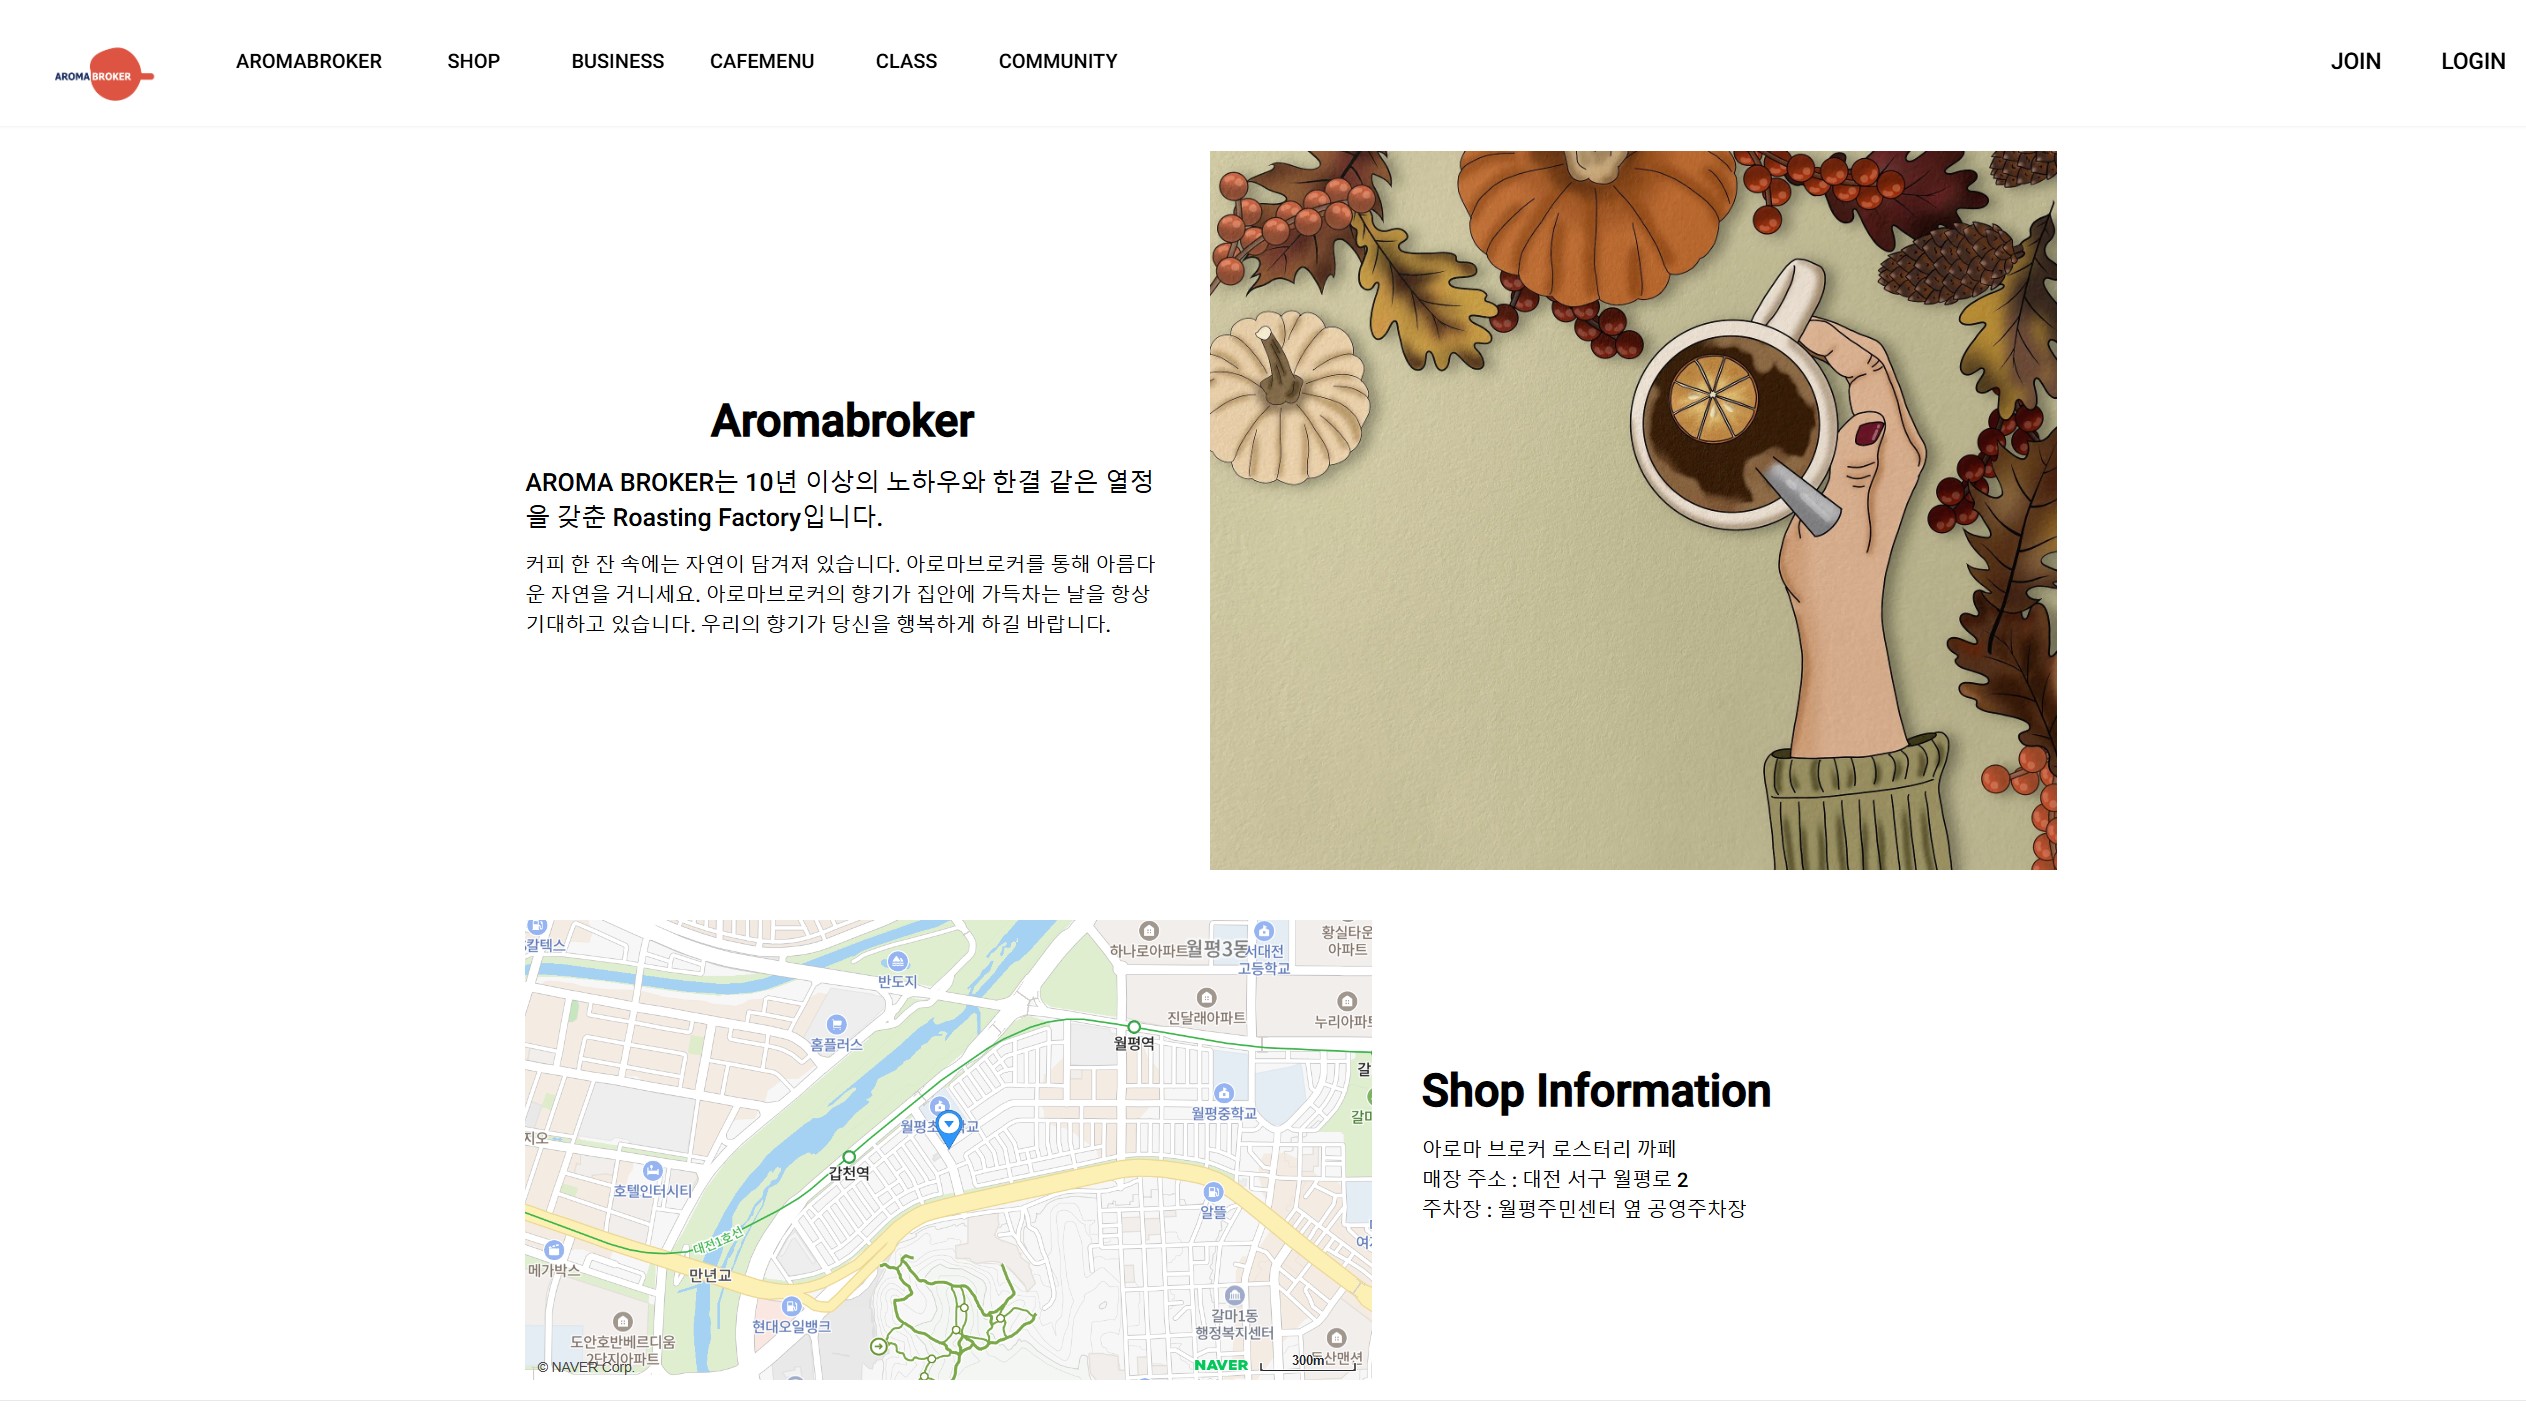 AROMABROKER
AROMABROKER SHOP BUSINESS CAFEMENU CLASS COMMUNITY
JOIN LOGIN
Aromabroker
AROMA BROKER는 10년 이상의 노하우와 한결 같은 열정
을 갖춘 Roasting Factory입니다.
커피 한 잔 속에는 자연이 담겨져 있습니다. 아로마브로커를 통해 아름다
운 자연을 거니세요. 아로마브로커의 향기가 집안에 가득차는 날을 항상
기대하고 있습니다. 우리의 향기가 당신을 행복하게 하길 바랍니다.
칼텍스
반도지
하나로아파트
월평3동
서대전
고등학교
황실타운
아파트
홈플러스
진달래아파트
누리아파트
월평역
갈
월평중학교
갈마
지오
갑천역
호텔인터시티
알뜰
대전1호선
메가박스
만년교
현대오일뱅크
갈마1동
행정복지센터
도안호반베르디움
2단지아파트
© NAVER Corp.
NAVER
300m
Shop Information
아로마 브로커 로스터리 까페
매장 주소 : 대전 서구 월평로 2
주차장 : 월평주민센터 옆 공영주차장